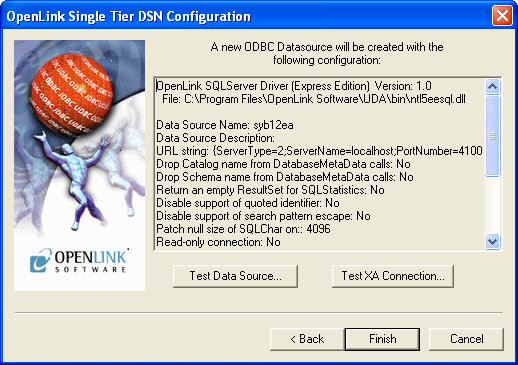 OpenLink Single Tier DSN Configuration
A new ODBC Datasource will be created with the
following configuration:
OpenLink SQLServer Driver (Express Edition) Version: 1.0
File: C:\Program Files\OpenLink Software\UDA\bin\ntl5eesql.dll
Data Source Name: syb12ea
Data Source Description:
URL string: {ServerType=2;ServerName=localhost;PortNumber=4100
Drop Catalog name from DatabaseMetaData calls: No
Drop Schema name from DatabaseMetaData calls: No
Return an empty ResultSet for SQLStatistics: No
Disable support of quoted identifier: No
Disable support of search pattern escape: No
Patch null size of SQLChar on:: 4096
Read-only connection: No
OPENLINK
SOFTWARE
Test Data Source...
Test XA Connection...
< Back
Finish
Cancel